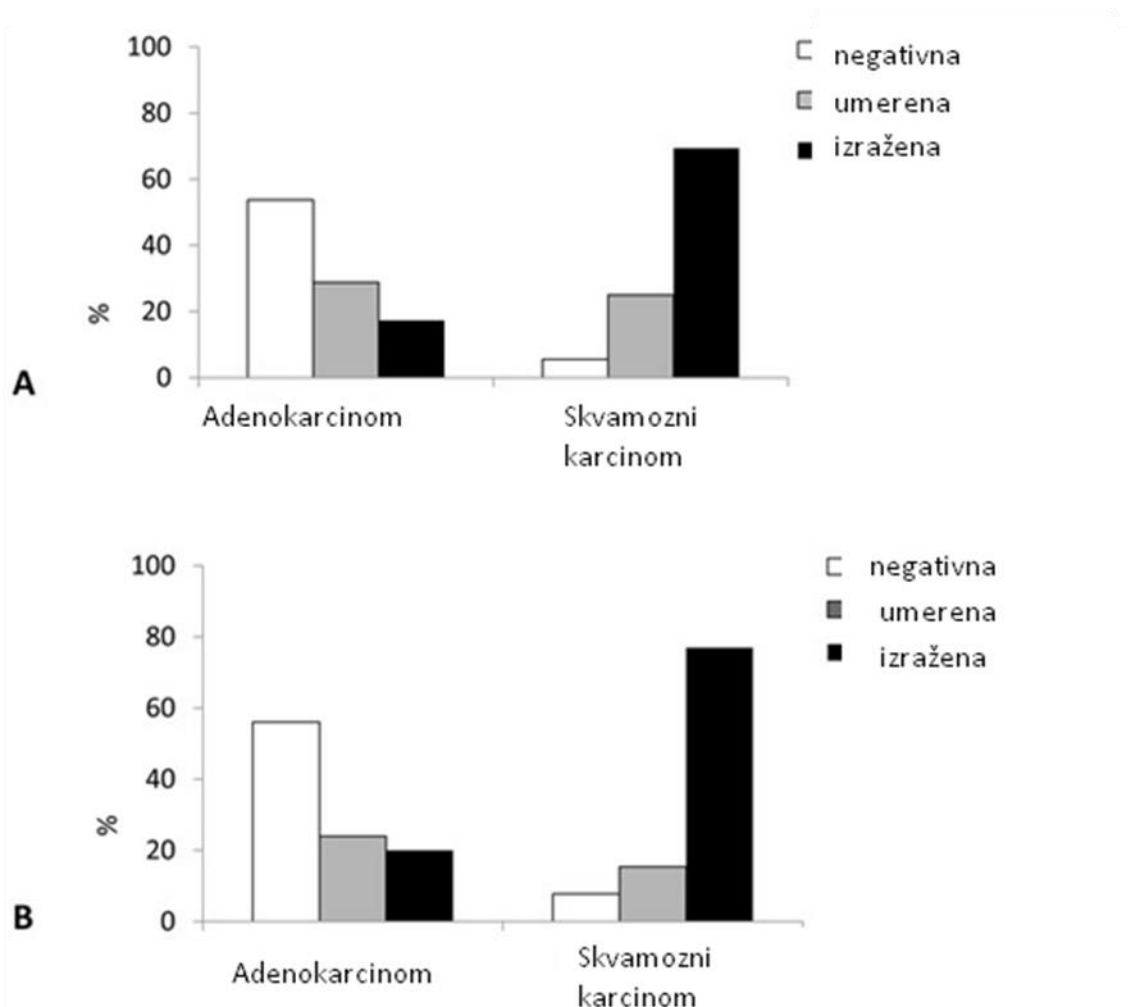 100
80
60
40
20
0
%
A
Adenokarcinom
Skvamozni
karcinom
negativna
umerena
izražena
100
80
60
40
20
0
%
B
Adenokarcinom
Skvamozni
karcinom
negativna
umerena
izražena